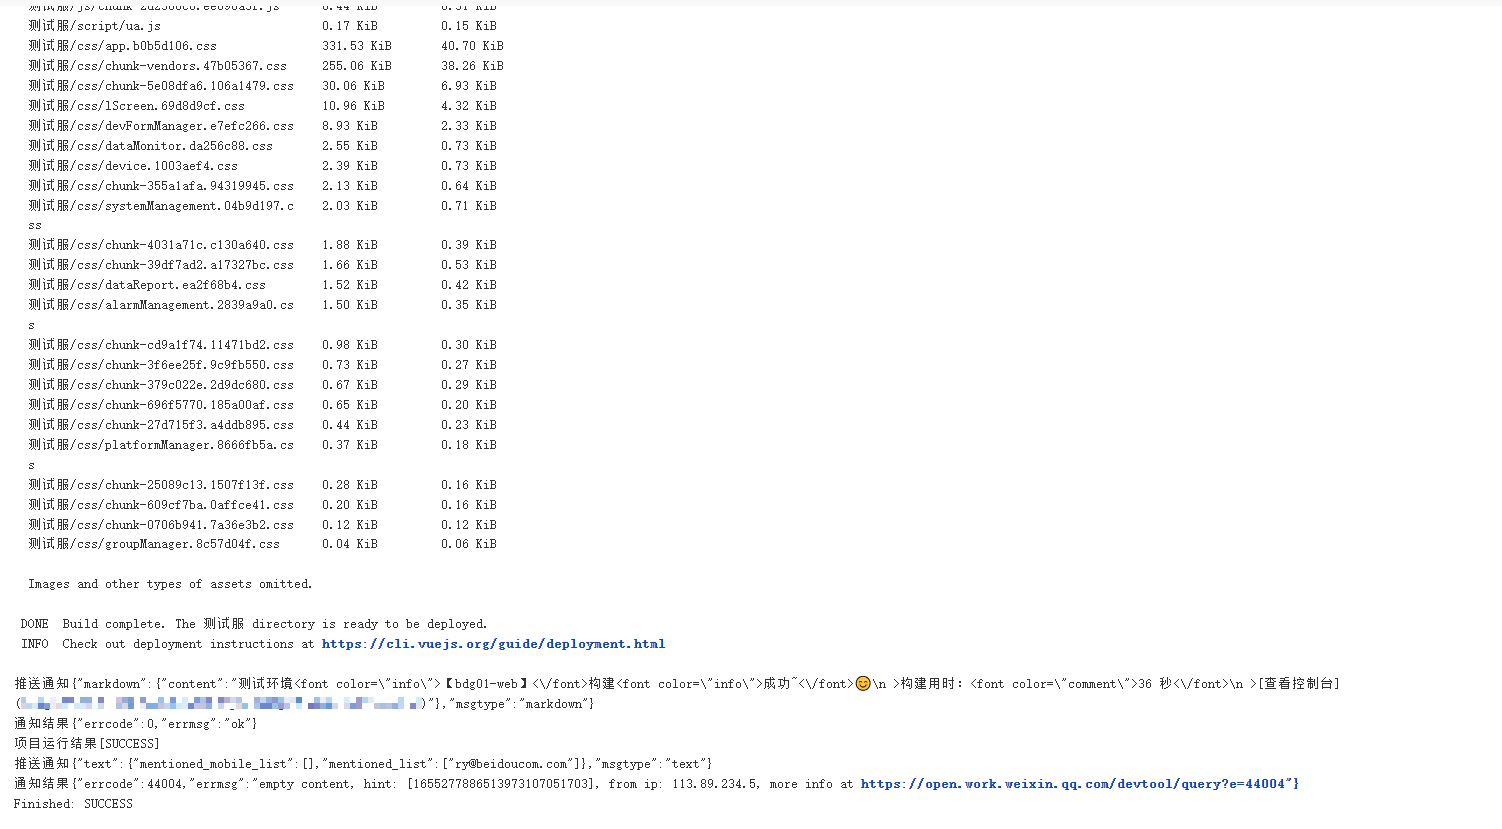 测试服/script/ua.js 0.17 KiB 0.15 KiB
测试服/css/app.b0b5d106.css 331.53 KiB 40.70 KiB
测试服/css/chunk-vendors.47b05367.css 255.06 KiB 38.26 KiB
测试服/css/chunk-5e08dfa6.106a1479.css 30.06 KiB 6.93 KiB
测试服/css/lScreen.69d8d9cf.css 10.96 KiB 4.32 KiB
测试服/css/devFormManager.e7efc266.css 8.93 KiB 2.33 KiB
测试服/css/dataMonitor.da256c88.css 2.55 KiB 0.73 KiB
测试服/css/device.1003aef4.css 2.39 KiB 0.73 KiB
测试服/css/chunk-355a1afa.94319945.css 2.13 KiB 0.64 KiB
测试服/css/systemManagement.04b9d197.c 2.03 KiB 0.71 KiB
ss
测试服/css/chunk-4031a71c.c130a640.css 1.88 KiB 0.39 KiB
测试服/css/chunk-39df7ad2.a17327bc.css 1.66 KiB 0.53 KiB
测试服/css/dataReport.ea2f68b4.css 1.52 KiB 0.42 KiB
测试服/css/alarmManagement.2839a9a0.cs 1.50 KiB 0.35 KiB
s
测试服/css/chunk-cd9a1f74.11471bd2.css 0.98 KiB 0.30 KiB
测试服/css/chunk-3f6ee25f.9c9fb550.css 0.73 KiB 0.27 KiB
测试服/css/chunk-379c022e.2d9dc680.css 0.67 KiB 0.29 KiB
测试服/css/chunk-696f5770.185a00af.css 0.65 KiB 0.20 KiB
测试服/css/chunk-27d715f3.a4ddb895.css 0.44 KiB 0.23 KiB
测试服/css/platformManager.8666fb5a.cs 0.37 KiB 0.18 KiB
s
测试服/css/chunk-25089c13.1507f13f.css 0.28 KiB 0.16 KiB
测试服/css/chunk-609cf7ba.0affce41.css 0.20 KiB 0.16 KiB
测试服/css/chunk-0706b941.7a36e3b2.css 0.12 KiB 0.12 KiB
测试服/css/groupManager.8c57d04f.css 0.04 KiB 0.06 KiB
Images and other types of assets omitted.
DONE Build complete. The 测试服 directory is ready to be deployed.
INFO Check out deployment instructions at https://cli.vuejs.org/guide/deployment.html
推送通知{"markdown":{"content":"测试环境<font color=\"info\">【bdg01-web】<\/font>构建<font color=\"info\">成功~<\/font>😊\n >构建用时：<font color=\"comment\">36 秒<\/font>\n >[查看控制台]
()"},"msgtype":"markdown"}
通知结果{"errcode":0,"errmsg":"ok"}
项目运行结果[SUCCESS]
推送通知{"text":{"mentioned_mobile_list":[],"mentioned_list":["ry@beidoucom.com"]},"msgtype":"text"}
通知结果{"errcode":44004,"errmsg":"empty content, hint: [1655277886513973107051703], from ip: 113.89.234.5, more info at https://open.work.weixin.qq.com/devtool/query?e=44004"}
Finished: SUCCESS